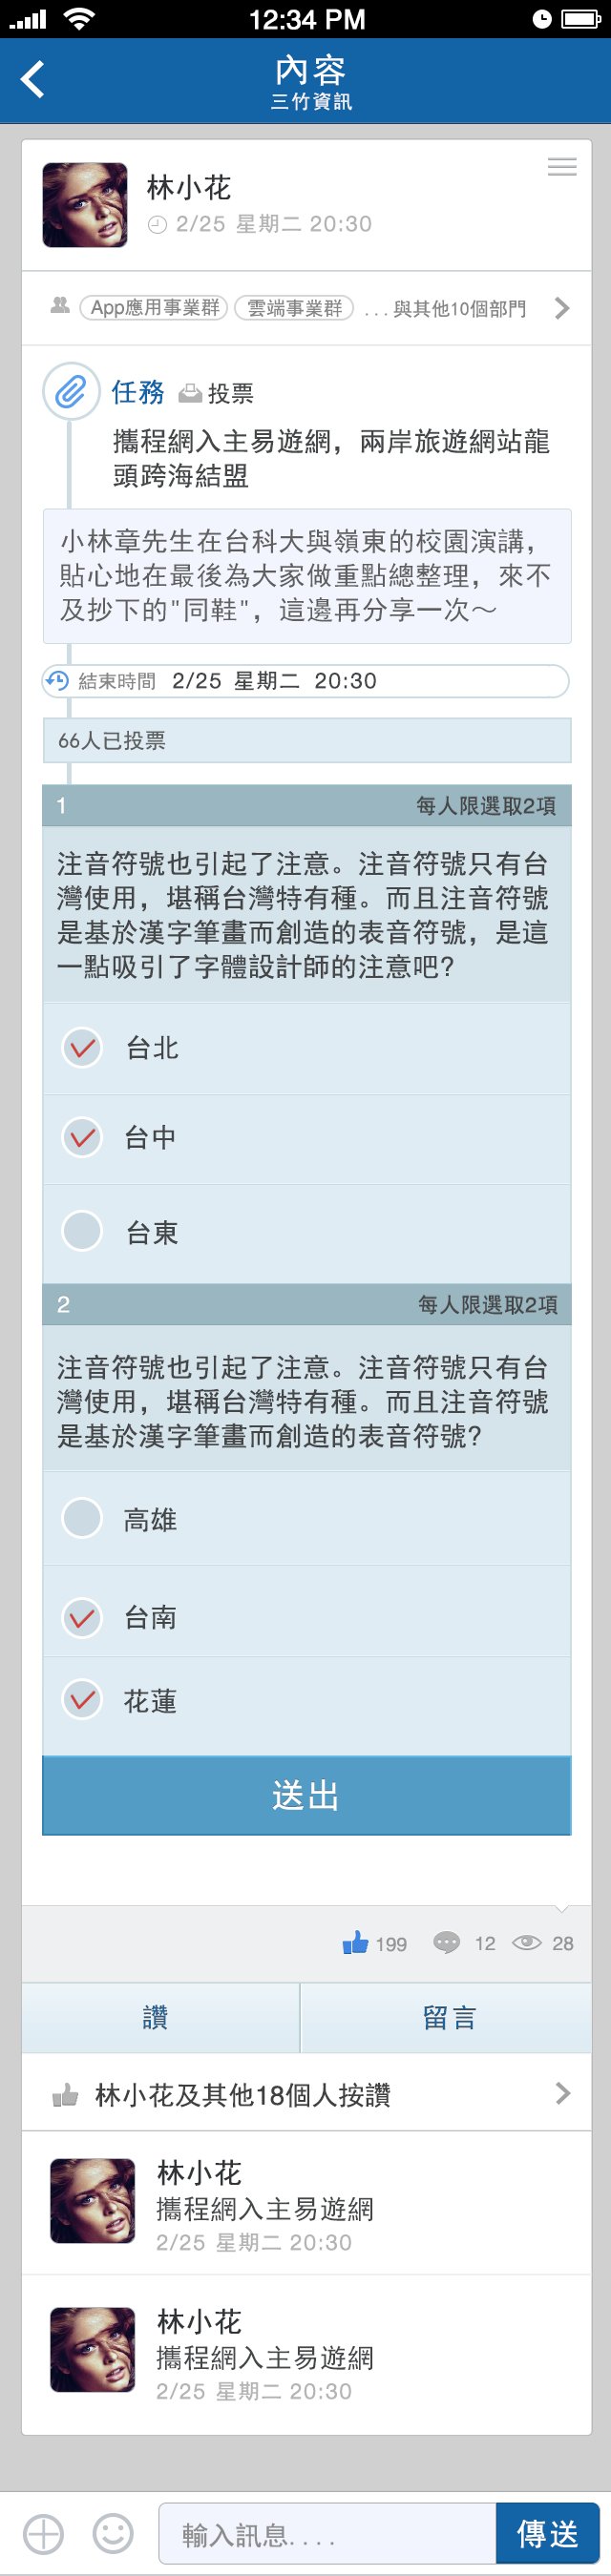 12:34 PM
內容
三竹資訊
林小花
2/25 星期二 20:30
App應用事業群 雲端事業群 ...與其他10個部門
任務 投票
攜程網入主易遊網，兩岸旅遊網站龍
頭跨海結盟
小林章先生在台科大與嶺東的校園演講，
貼心地在最後為大家做重點總整理，來不
及抄下的"同鞋"，這邊再分享一次～
結束時間 2/25 星期二 20:30
66人已投票
1 每人限選取2項
注音符號也引起了注意。注音符號只有台
灣使用，堪稱台灣特有種。而且注音符號
是基於漢字筆畫而創造的表音符號，是這
一點吸引了字體設計師的注意吧?
台北
台中
台東
2 每人限選取2項
注音符號也引起了注意。注音符號只有台
灣使用，堪稱台灣特有種。而且注音符號
是基於漢字筆畫而創造的表音符號?
高雄
台南
花蓮
送出
199 12 28
讚 留言
林小花及其他18個人按讚
林小花
攜程網入主易遊網
2/25 星期二 20:30
林小花
攜程網入主易遊網
2/25 星期二 20:30
輸入訊息.... 傳送